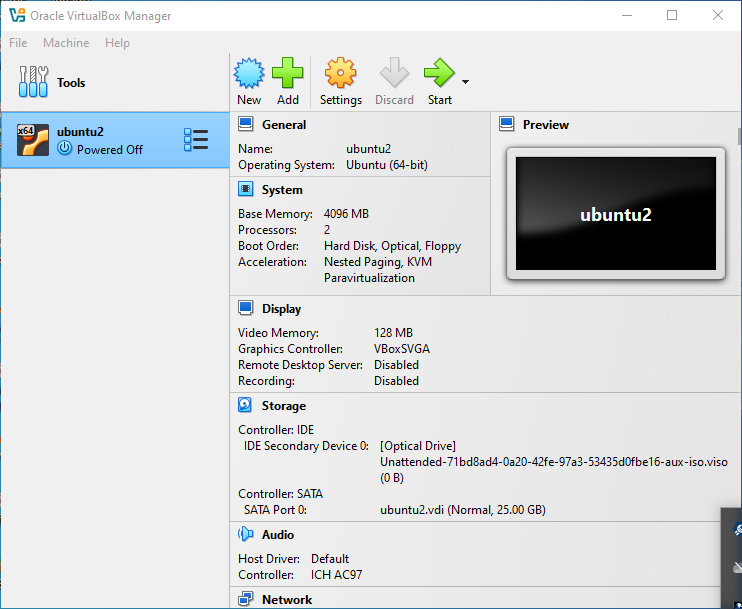 Oracle VirtualBox Manager
File Machine Help
Tools
New Add Settings Discard Start
x64
ubuntu2
Powered Off
General
Name: ubuntu2
Operating System: Ubuntu (64-bit)
Preview
ubuntu2
System
Base Memory: 4096 MB
Processors: 2
Boot Order: Hard Disk, Optical, Floppy
Acceleration: Nested Paging, KVM
Paravirtualization
Display
Video Memory: 128 MB
Graphics Controller: VBoxSVGA
Remote Desktop Server: Disabled
Recording: Disabled
Storage
Controller: IDE
IDE Secondary Device 0: [Optical Drive]
Unattended-71bd8ad4-0a20-42fe-97a3-53435d0fbe16-aux-iso.viso
(0 B)
Controller: SATA
SATA Port 0: ubuntu2.vdi (Normal, 25.00 GB)
Audio
Host Driver: Default
Controller: ICH AC97
Network